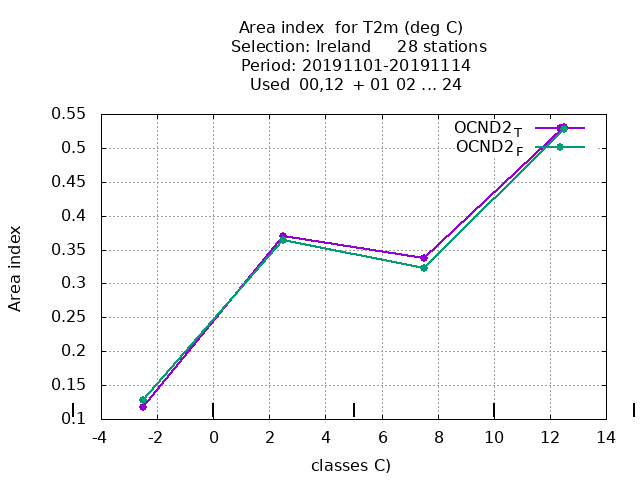 Area index  for T2m (deg C)
Selection: Ireland     28 stations
Period: 20191101-20191114
Used  00,12  + 01 02 ... 24
OCND2_T
OCND2_F
0.55
0.5
0.45
0.4
0.35
0.3
0.25
0.2
0.15
0.1
Area index
-4 -2 0 2 4 6 8 10 12 14
classes C)